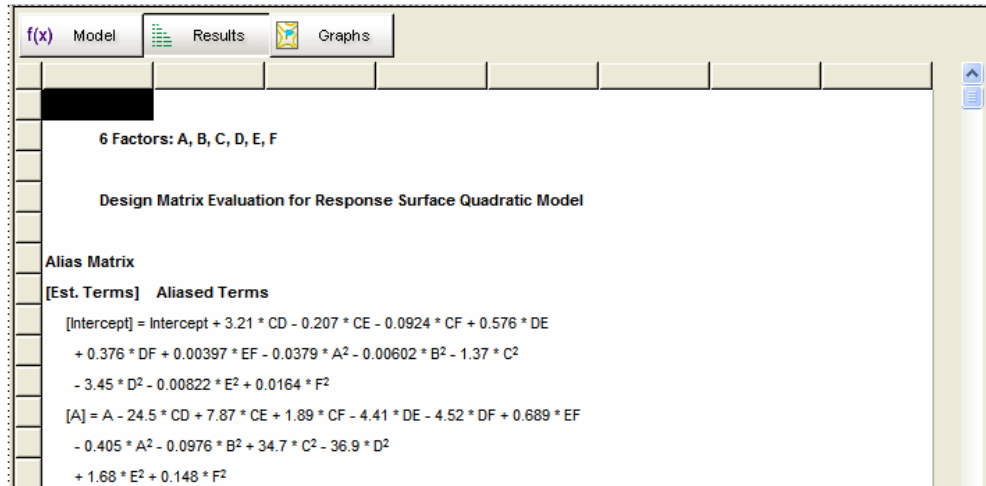 f(x) Model Results Graphs
6 Factors: A, B, C, D, E, F
Design Matrix Evaluation for Response Surface Quadratic Model
Alias Matrix
[Est. Terms] Aliased Terms
[Intercept] = Intercept + 3.21 * CD - 0.207 * CE - 0.0924 * CF + 0.576 * DE
+ 0.376 * DF + 0.00397 * EF - 0.0379 * A² - 0.00602 * B² - 1.37 * C²
- 3.45 * D² - 0.00822 * E² + 0.0164 * F²
[A] = A - 24.5 * CD + 7.87 * CE + 1.89 * CF - 4.41 * DE - 4.52 * DF + 0.689 * EF
- 0.405 * A² - 0.0976 * B² + 34.7 * C² - 36.9 * D²
+ 1.68 * E² + 0.148 * F²